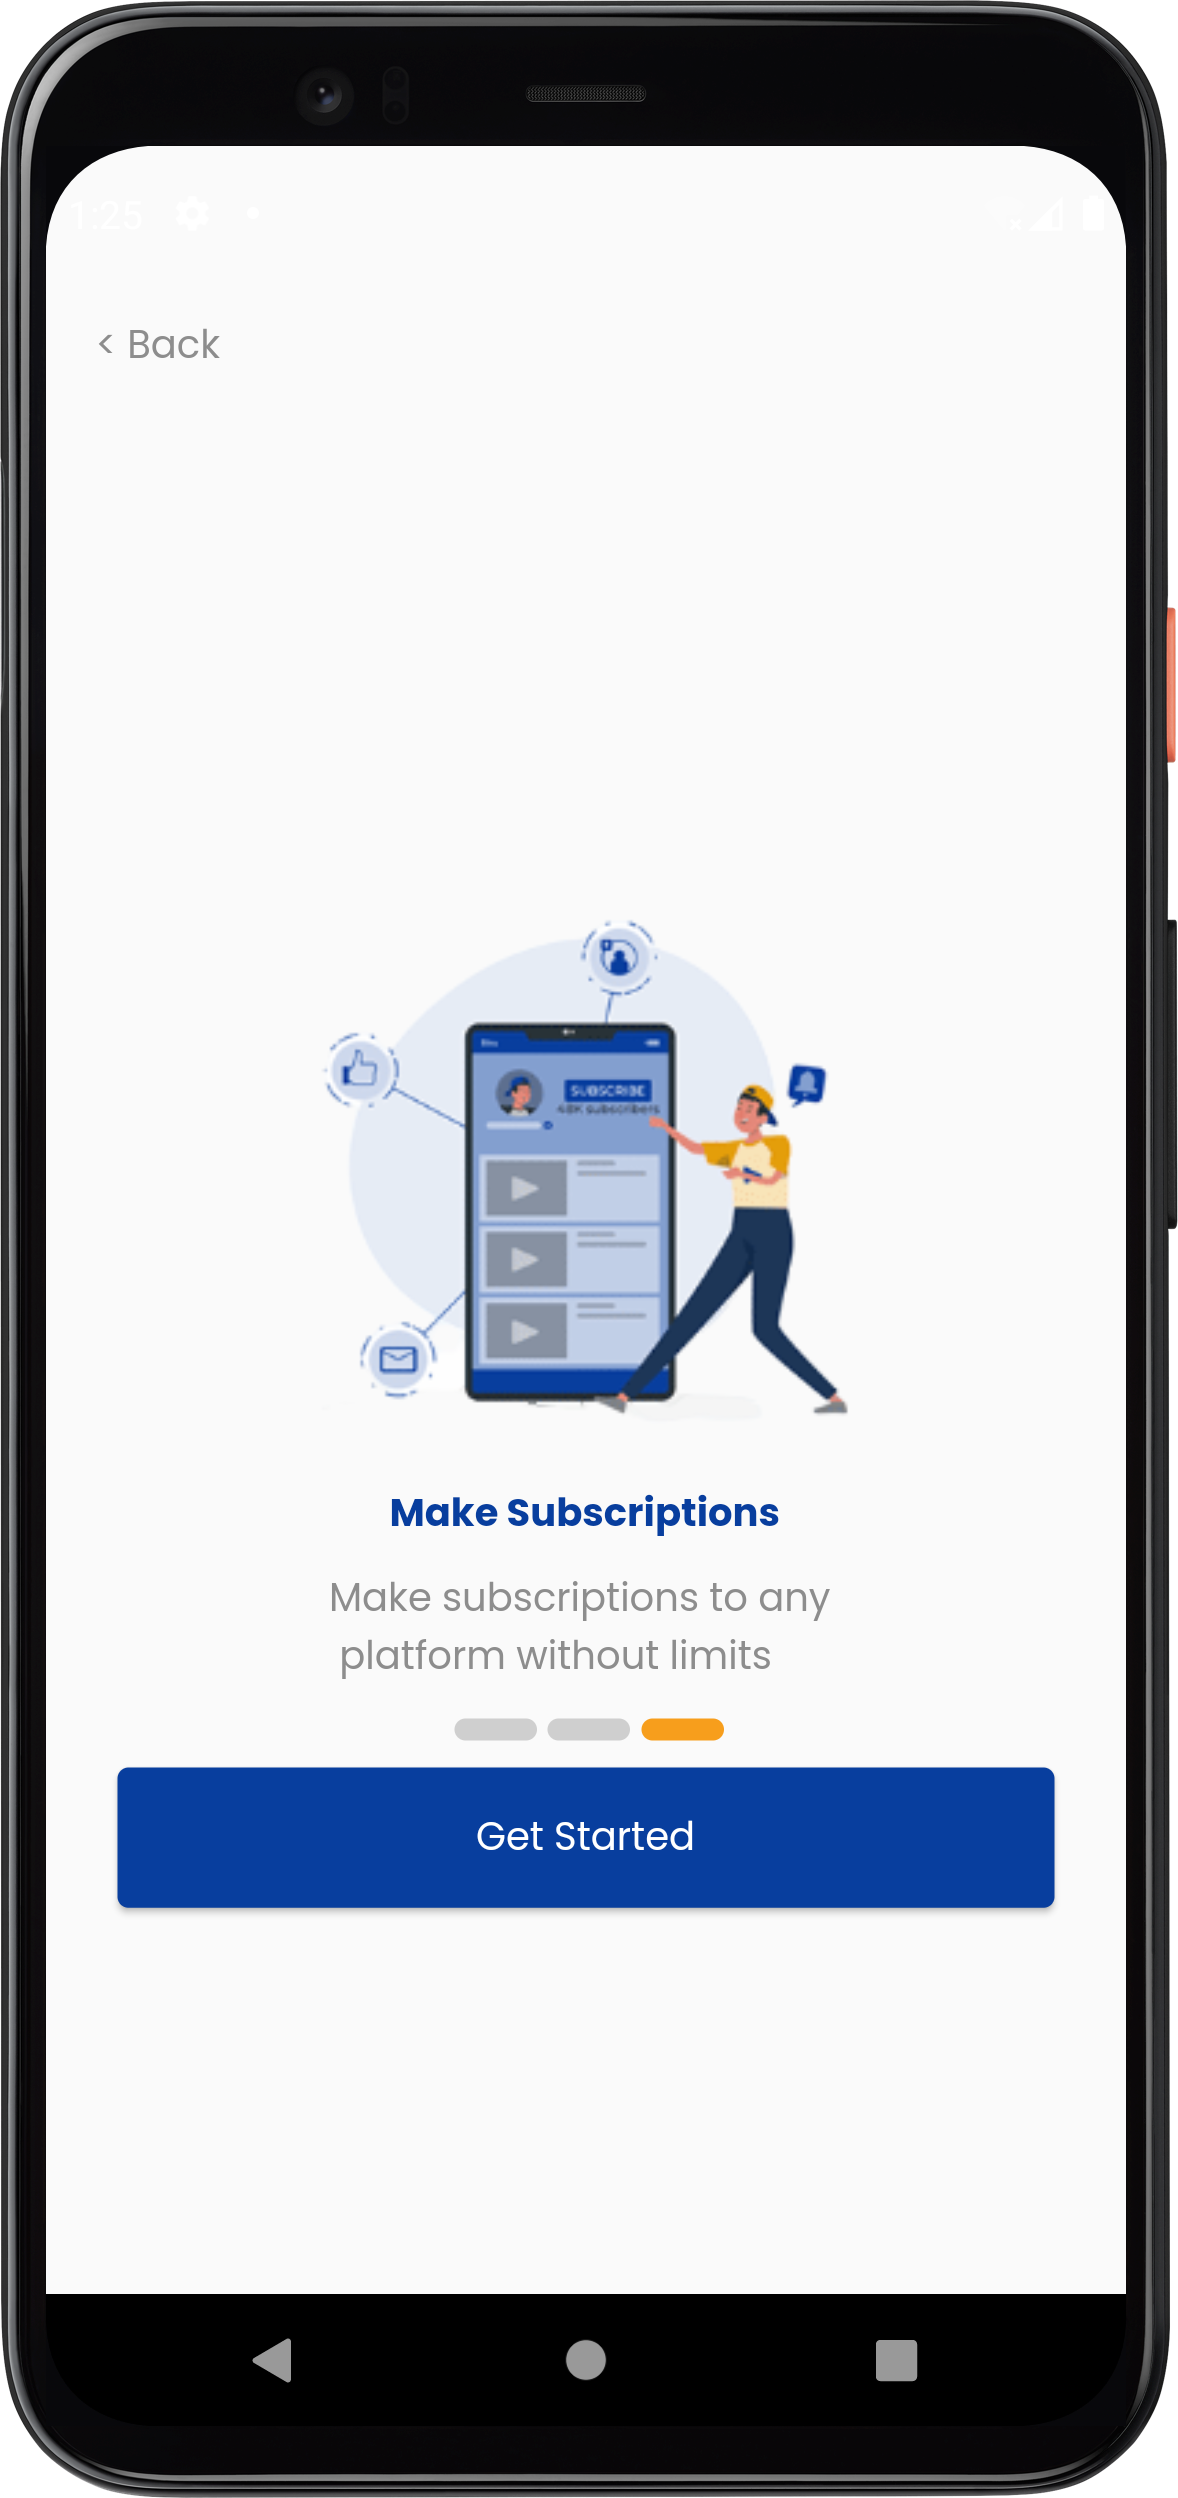 1:25
< Back
SUBSCRIBE
48K subscribers
Make Subscriptions
Make subscriptions to any
platform without limits
Get Started